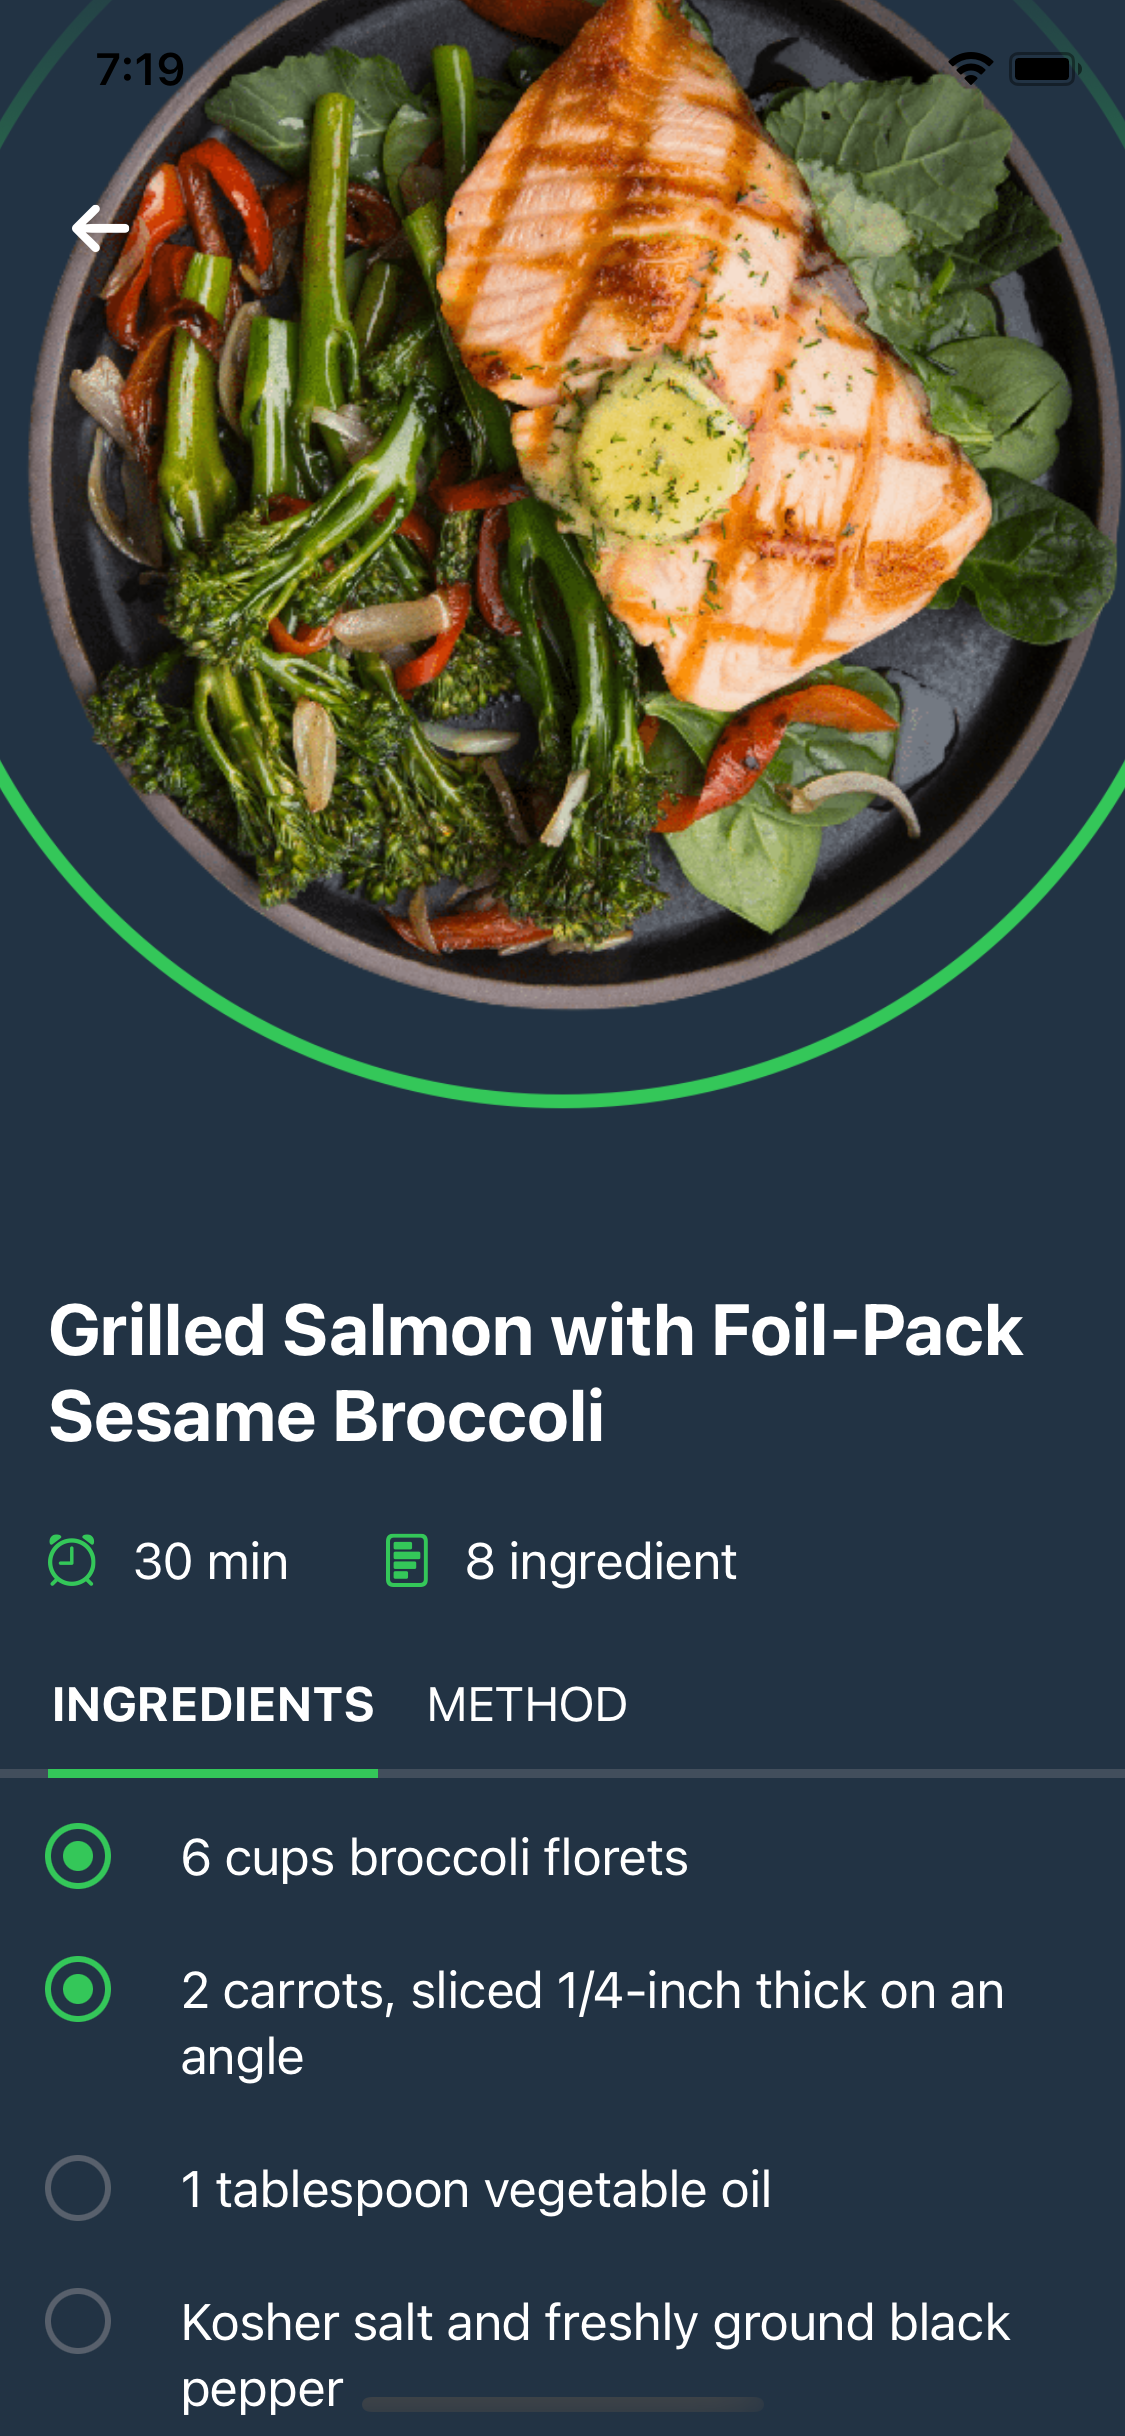 7:19
Grilled Salmon with Foil-Pack
Sesame Broccoli
30 min
8 ingredient
INGREDIENTS
METHOD
6 cups broccoli florets
2 carrots, sliced 1/4-inch thick on an
angle
1 tablespoon vegetable oil
Kosher salt and freshly ground black
pepper